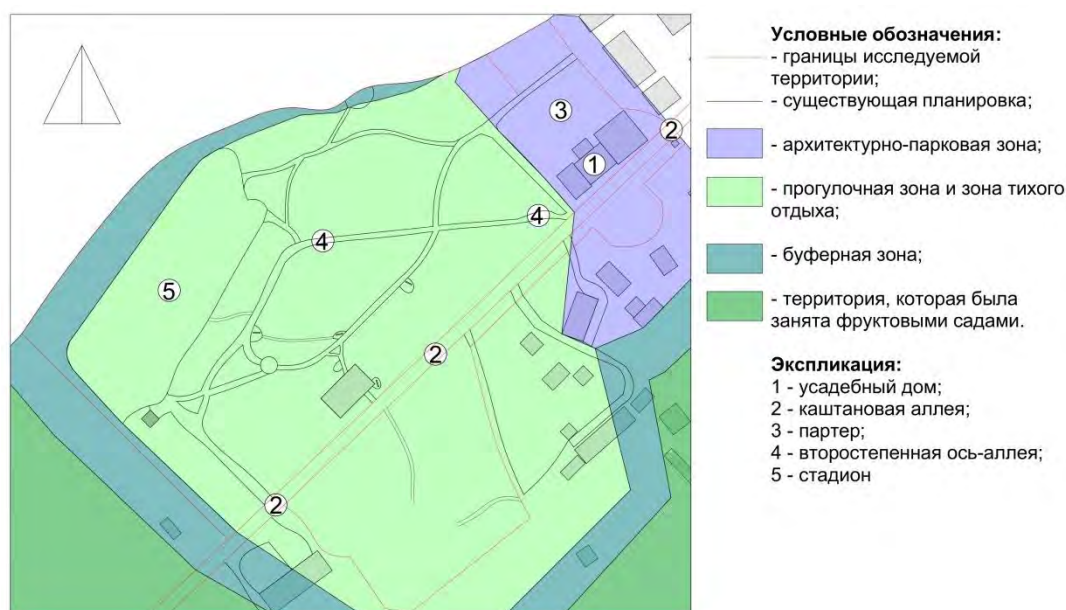 Условные обозначения:
- границы исследуемой
территории;
- существующая планировка;
- архитектурно-парковая зона;
- прогулочная зона и зона тихого
отдыха;
- буферная зона;
- территория, которая была
занята фруктовыми садами.
Экспликация:
1 - усадебный дом;
2 - каштановая аллея;
3 - партер;
4 - второстепенная ось-аллея;
5 - стадион
3
2
1
4
4
5
2
2